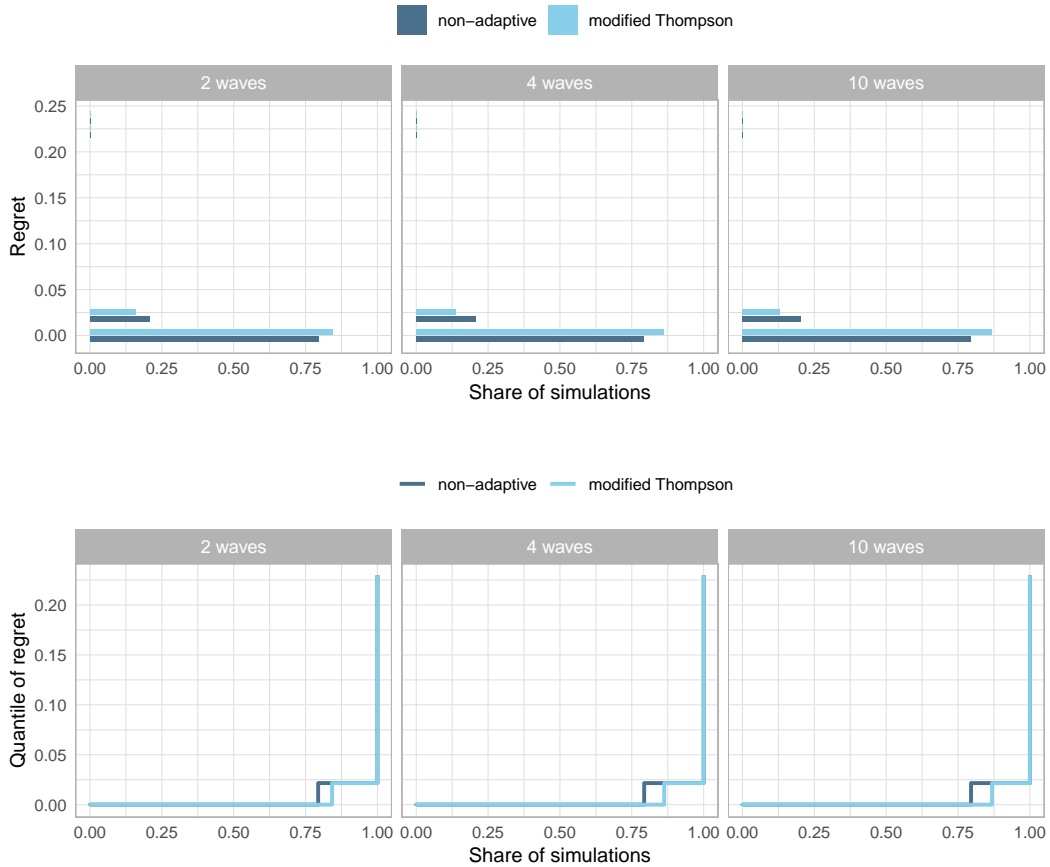 non−adaptive modified Thompson
2 waves 4 waves 10 waves
0.25
0.20
0.15
0.10
0.05
0.00
Regret
0.00 0.25 0.50 0.75 1.00 0.00 0.25 0.50 0.75 1.00 0.00 0.25 0.50 0.75 1.00
Share of simulations
non−adaptive modified Thompson
2 waves 4 waves 10 waves
0.20
0.15
0.10
0.05
0.00
Quantile of regret
0.00 0.25 0.50 0.75 1.00 0.00 0.25 0.50 0.75 1.00 0.00 0.25 0.50 0.75 1.00
Share of simulations